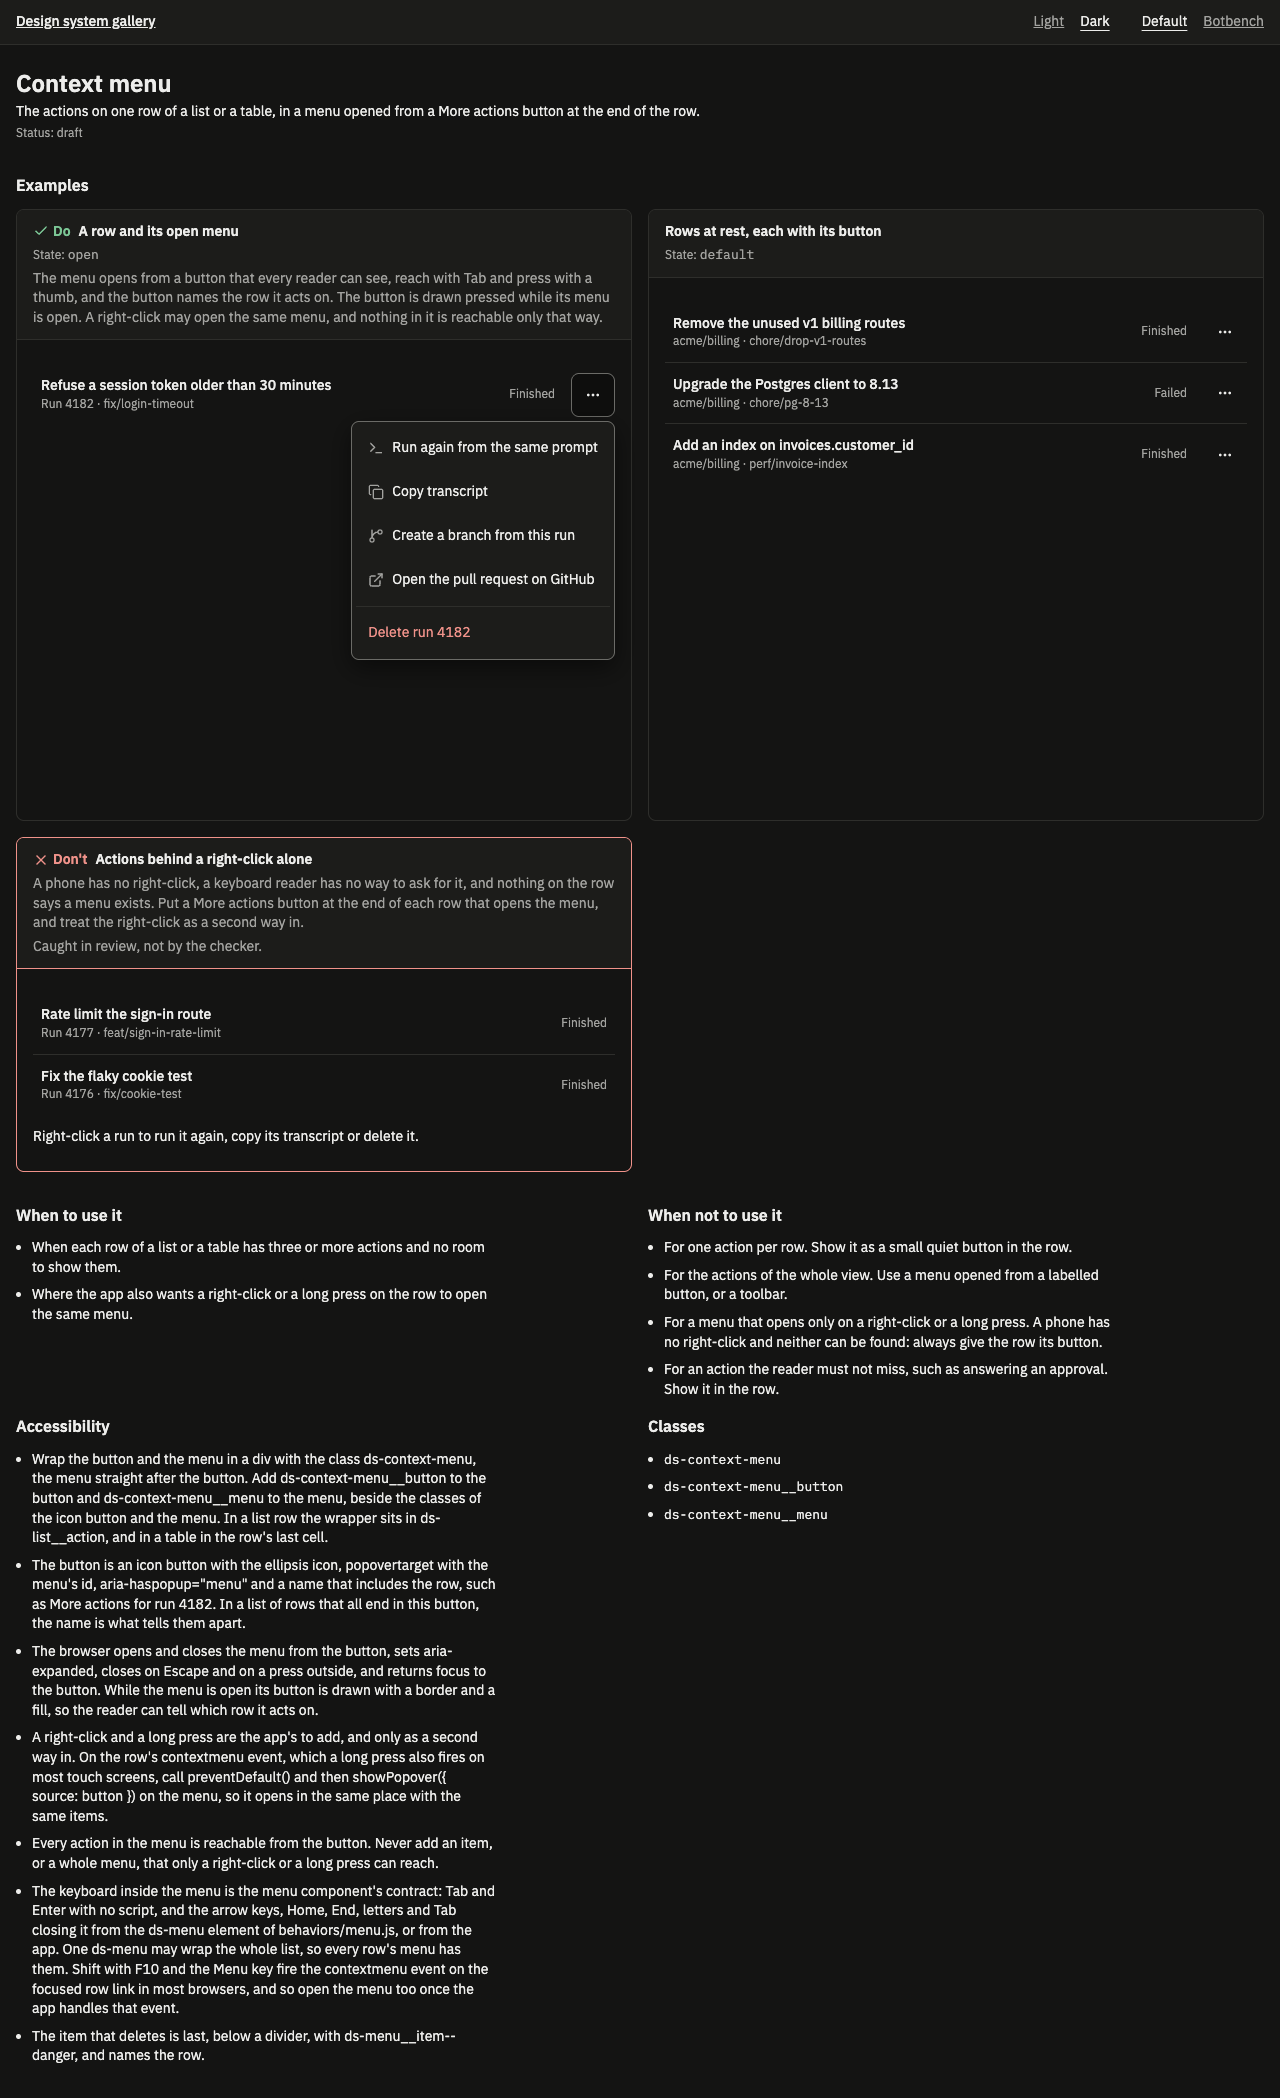 Design system gallery
Light Dark Default Botbench
Context menu
The actions on one row of a list or a table, in a menu opened from a More actions button at the end of the row.
Status: draft
Examples
Do A row and its open menu
State: open
The menu opens from a button that every reader can see, reach with Tab and press with a
thumb, and the button names the row it acts on. The button is drawn pressed while its menu
is open. A right-click may open the same menu, and nothing in it is reachable only that way.
Refuse a session token older than 30 minutes
Run 4182 · fix/login-timeout
Finished
Run again from the same prompt
Copy transcript
Create a branch from this run
Open the pull request on GitHub
Delete run 4182
Rows at rest, each with its button
State: default
Remove the unused v1 billing routes
acme/billing · chore/drop-v1-routes
Finished
Upgrade the Postgres client to 8.13
acme/billing · chore/pg-8-13
Failed
Add an index on invoices.customer_id
acme/billing · perf/invoice-index
Finished
Don't Actions behind a right-click alone
A phone has no right-click, a keyboard reader has no way to ask for it, and nothing on the row
says a menu exists. Put a More actions button at the end of each row that opens the menu,
and treat the right-click as a second way in.
Caught in review, not by the checker.
Rate limit the sign-in route
Run 4177 · feat/sign-in-rate-limit
Finished
Fix the flaky cookie test
Run 4176 · fix/cookie-test
Finished
Right-click a run to run it again, copy its transcript or delete it.
When to use it
• When each row of a list or a table has three or more actions and no room
to show them.
• Where the app also wants a right-click or a long press on the row to open
the same menu.
When not to use it
• For one action per row. Show it as a small quiet button in the row.
• For the actions of the whole view. Use a menu opened from a labelled
button, or a toolbar.
• For a menu that opens only on a right-click or a long press. A phone has
no right-click and neither can be found: always give the row its button.
• For an action the reader must not miss, such as answering an approval.
Show it in the row.
Accessibility
• Wrap the button and the menu in a div with the class ds-context-menu,
the menu straight after the button. Add ds-context-menu__button to the
button and ds-context-menu__menu to the menu, beside the classes of
the icon button and the menu. In a list row the wrapper sits in ds-
list__action, and in a table in the row's last cell.
• The button is an icon button with the ellipsis icon, popovertarget with the
menu's id, aria-haspopup="menu" and a name that includes the row, such
as More actions for run 4182. In a list of rows that all end in this button,
the name is what tells them apart.
• The browser opens and closes the menu from the button, sets aria-
expanded, closes on Escape and on a press outside, and returns focus to
the button. While the menu is open its button is drawn with a border and a
fill, so the reader can tell which row it acts on.
• A right-click and a long press are the app's to add, and only as a second
way in. On the row's contextmenu event, which a long press also fires on
most touch screens, call preventDefault() and then showPopover({
source: button }) on the menu, so it opens in the same place with the
same items.
• Every action in the menu is reachable from the button. Never add an item,
or a whole menu, that only a right-click or a long press can reach.
• The keyboard inside the menu is the menu component's contract: Tab and
Enter with no script, and the arrow keys, Home, End, letters and Tab
closing it from the ds-menu element of behaviors/menu.js, or from the
app. One ds-menu may wrap the whole list, so every row's menu has
them. Shift with F10 and the Menu key fire the contextmenu event on the
focused row link in most browsers, and so open the menu too once the
app handles that event.
• The item that deletes is last, below a divider, with ds-menu__item--
danger, and names the row.
Classes
• ds-context-menu
• ds-context-menu__button
• ds-context-menu__menu